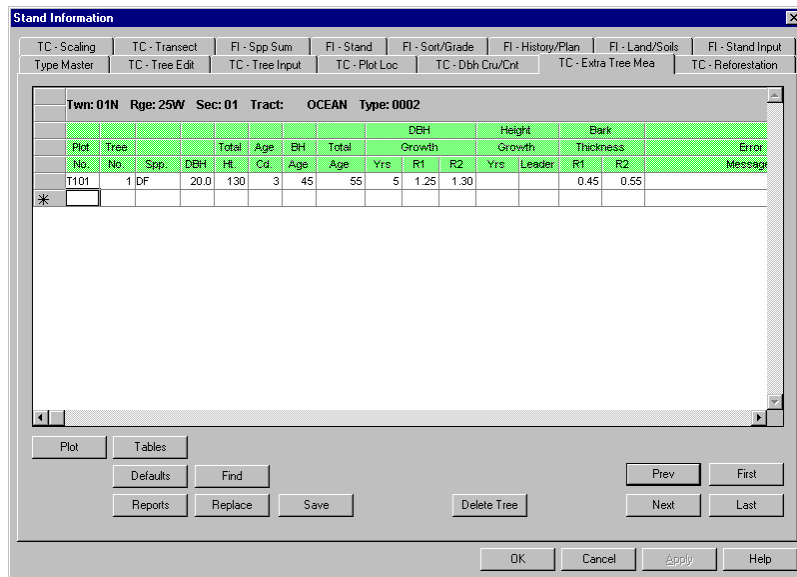 Stand Information
TC - Scaling TC - Transect FI - Spp Sum FI - Stand FI - Sort/Grade FI - History/Plan FI - Land/Soils FI - Stand Input
Type Master TC - Tree Edit TC - Tree Input TC - Plot Loc TC - Dbh Cru/Cnt TC - Extra Tree Mea TC - Reforestation
Twn: 01N Rge: 25W Sec: 01 Tract: OCEAN Type: 0002
DBH Height Bark
Plot Tree Total Age BH Total Growth Growth Thickness Error
No. No. Spp. DBH Ht. Cd. Age Age Yrs R1 R2 Yrs Leader R1 R2 Message
T101 1 DF 20.0 130 3 45 55 5 1.25 1.30 0.45 0.55
Plot Tables
Defaults Find Prev First
Reports Replace Save Delete Tree Next Last
OK Cancel Apply Help